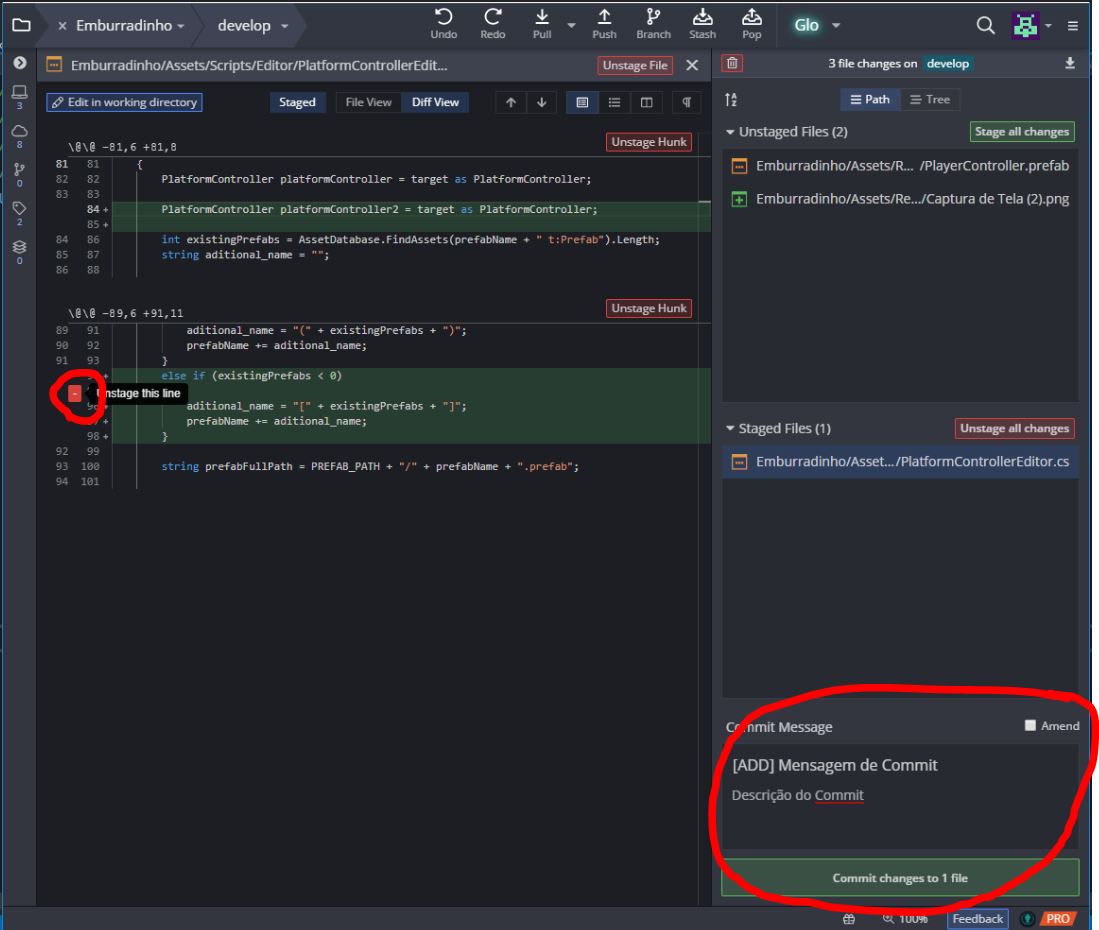 × Emburradinho develop Undo Redo Pull Push Branch Stash Pop Glo
Emburradinho/Assets/Scripts/Editor/PlatformControllerEdit... Unstage File ×
3 file changes on develop
3
8
0
2
0
Edit in working directory Staged File View Diff View
Path Tree
\@\@ -81,6 +81,8 Unstage Hunk
81 81 {
82 82 PlatformController platformController = target as PlatformController;
83 83
84 + PlatformController platformController2 = target as PlatformController;
85 +
84 86 int existingPrefabs = AssetDatabase.FindAssets(prefabName + " t:Prefab").Length;
85 87 string aditional_name = "";
86 88
\@\@ -89,6 +91,11 Unstage Hunk
89 91 aditional_name = "(" + existingPrefabs + ")";
90 92 prefabName += aditional_name;
91 93 }
+ else if (existingPrefabs < 0)
- Unstage this line
96 + aditional_name = "[" + existingPrefabs + "]";
+ prefabName += aditional_name;
98 + }
92 99
93 100 string prefabFullPath = PREFAB_PATH + "/" + prefabName + ".prefab";
94 101
Unstaged Files (2) Stage all changes
Emburradinho/Assets/R... /PlayerController.prefab
Emburradinho/Assets/Re.../Captura de Tela (2).png
Staged Files (1) Unstage all changes
Emburradinho/Asset.../PlatformControllerEditor.cs
Commit Message Amend
[ADD] Mensagem de Commit
Descrição do Commit
Commit changes to 1 file
100% Feedback PRO